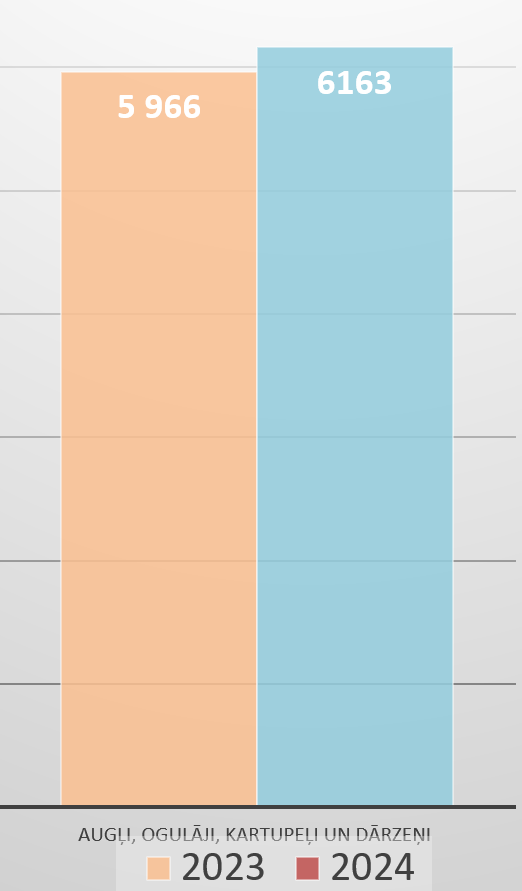 6163
5 966
AUGĻI, OGULĀJI, KARTUPEĻI UN DĀRZEŅI
2023 2024